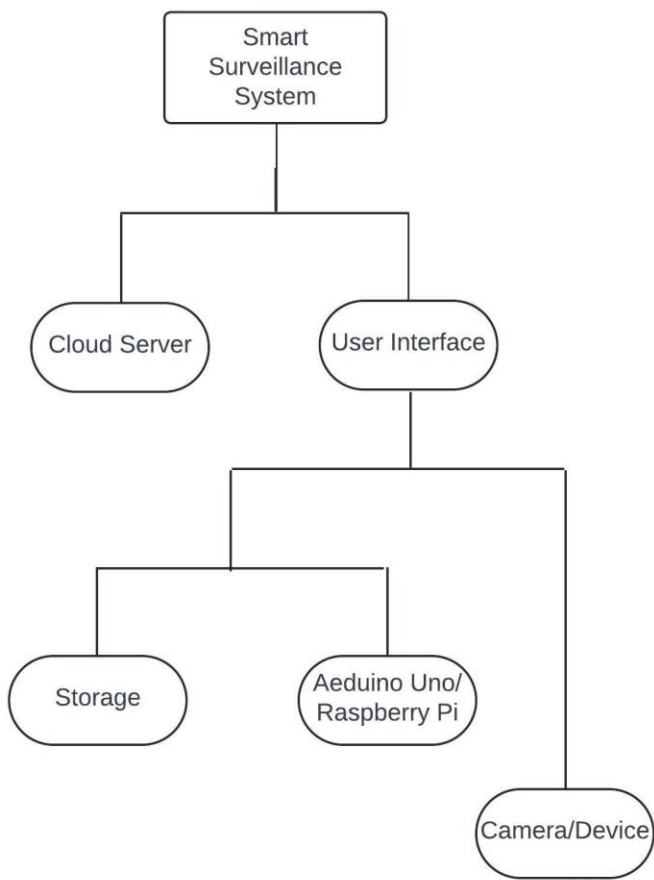 Smart
Surveillance
System
Cloud Server
User Interface
Storage
Aeduino Uno/
Raspberry Pi
Camera/Device